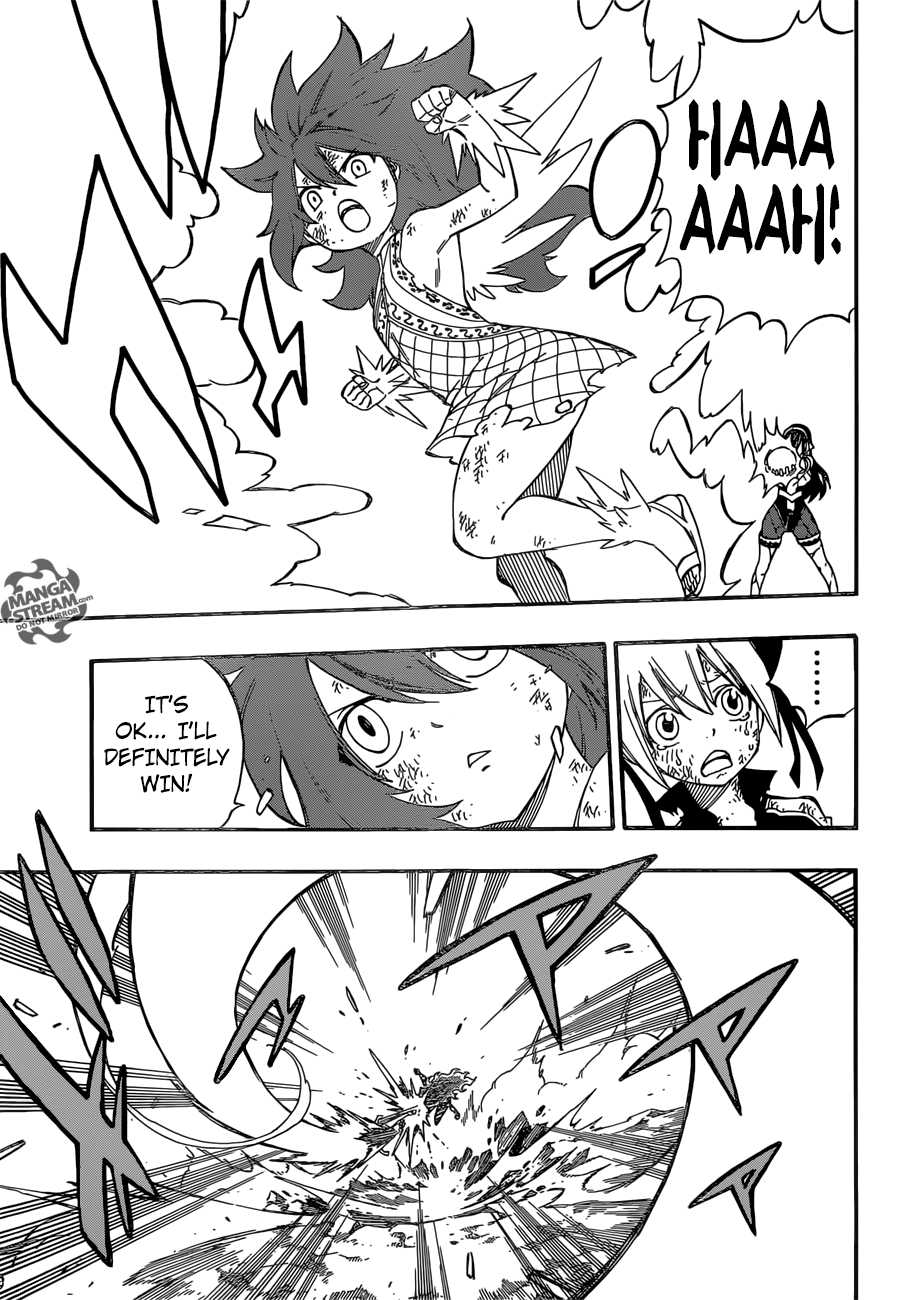 HAAA
AAAH!
MANGA
STREAM.com
DO NOT MIRROR
......
IT'S
OK... I'LL
DEFINITELY
WIN!